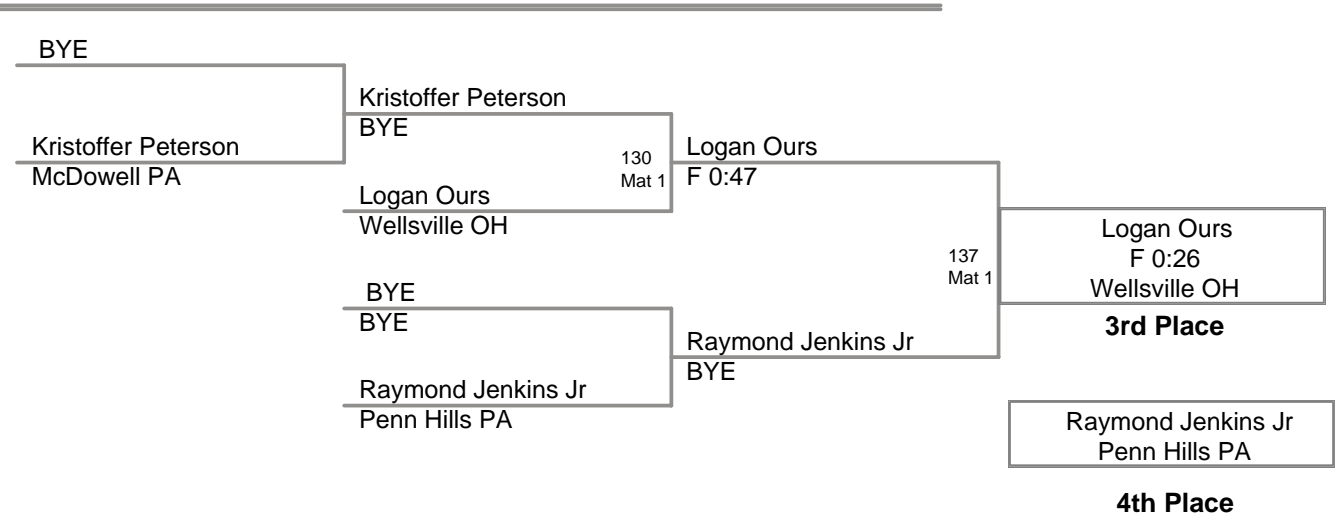 BYE
Kristoffer Peterson
McDowell PA
Kristoffer Peterson
BYE
Logan Ours
Wellsville OH
130
Mat 1
Logan Ours
F 0:47
BYE
BYE
Raymond Jenkins Jr
Penn Hills PA
Raymond Jenkins Jr
BYE
137
Mat 1
Logan Ours
F 0:26
Wellsville OH
3rd Place
Raymond Jenkins Jr
Penn Hills PA
4th Place